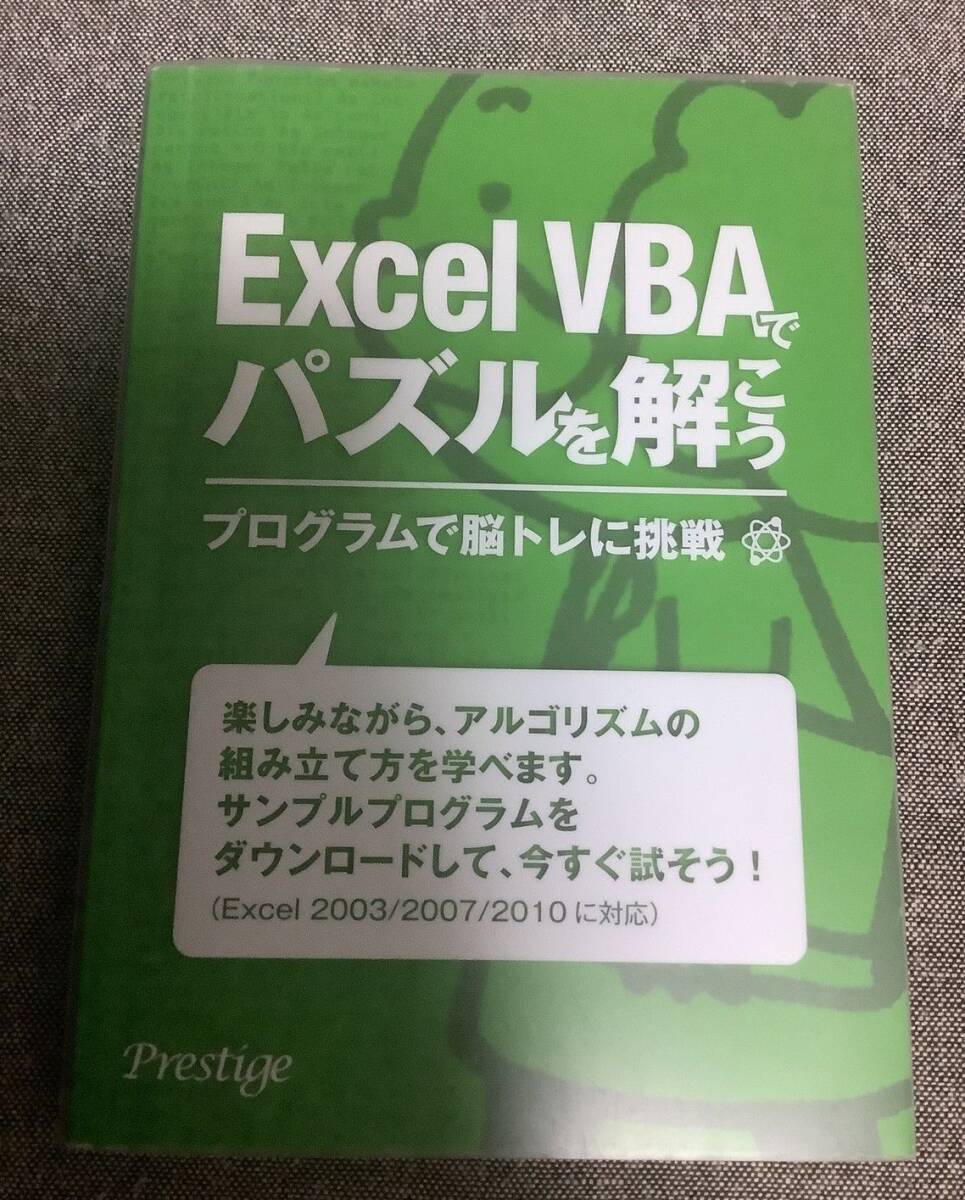 Excel VBAで
パズルを解こう
プログラムで脳トレに挑戦
楽しみながら、アルゴリズムの
組み立て方を学べます。
サンプルプログラムを
ダウンロードして、今すぐ試そう！
（Excel 2003/2007/2010 に対応）
Prestige